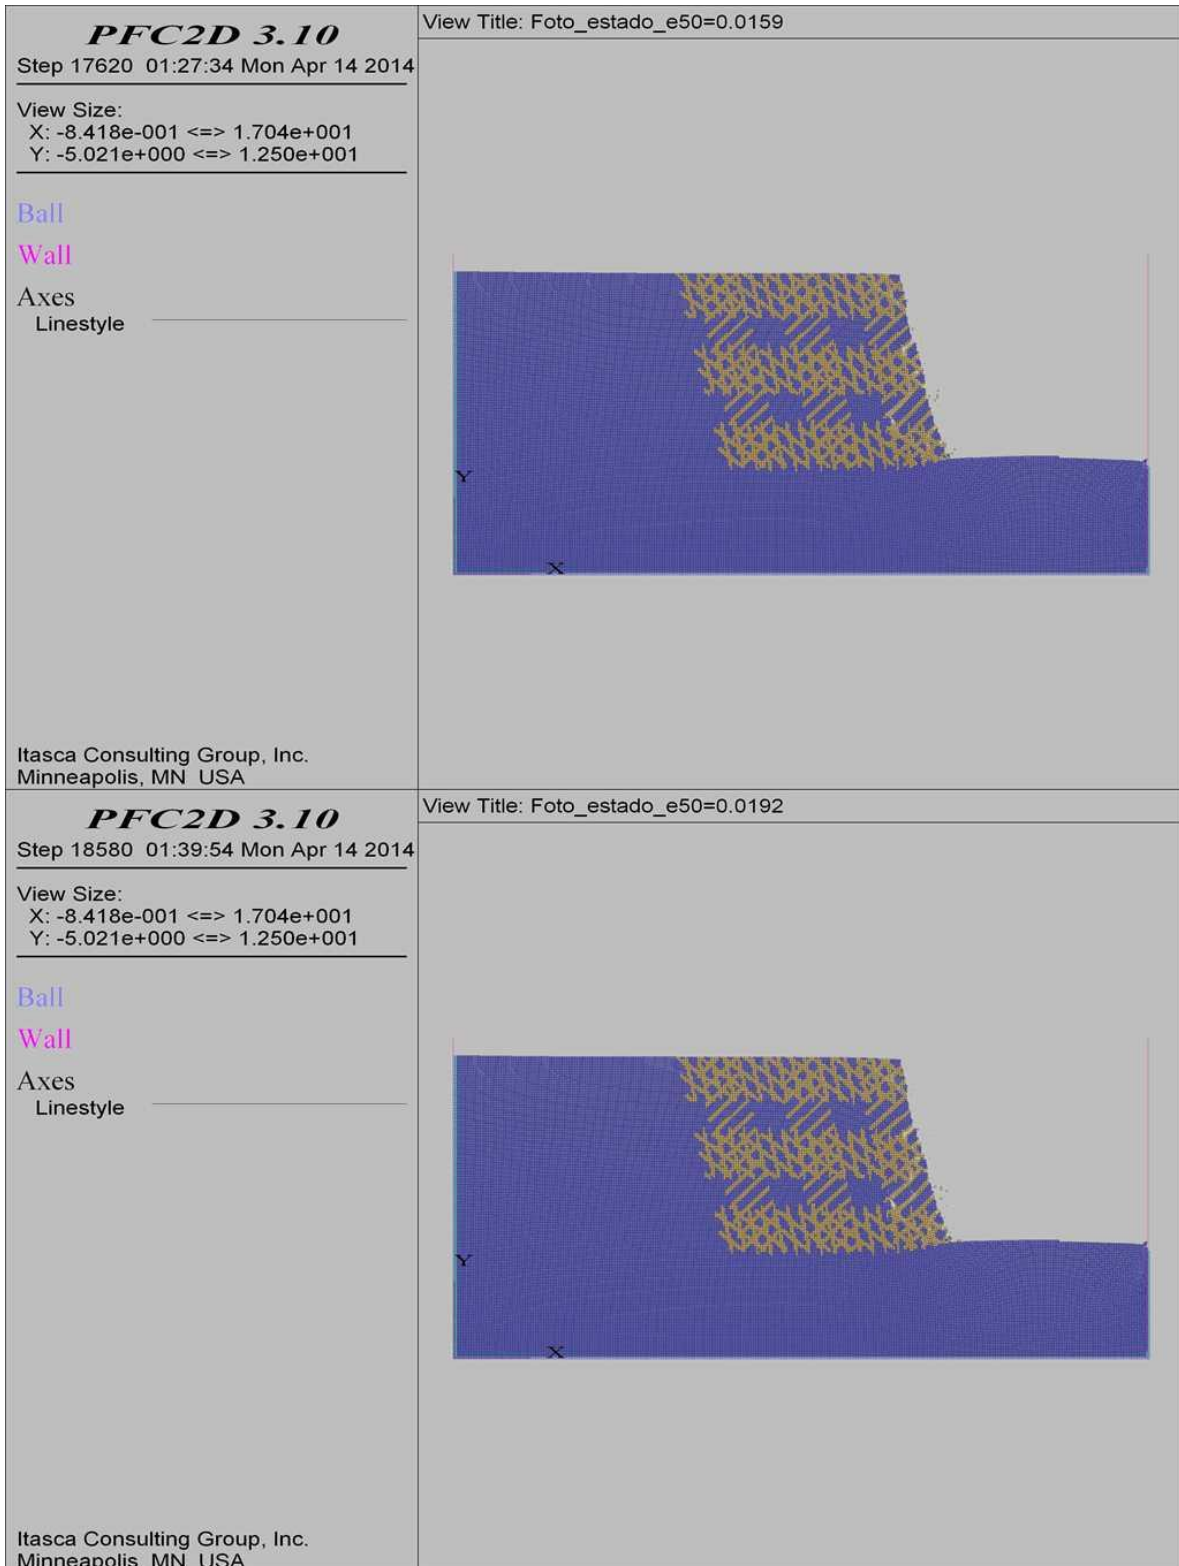 PFC2D 3.10
Step 17620 01:27:34 Mon Apr 14 2014
View Size:
X: -8.418e-001 <=> 1.704e+001
Y: -5.021e+000 <=> 1.250e+001
Ball
Wall
Axes
Linestyle
Itasca Consulting Group, Inc.
Minneapolis, MN USA
View Title: Foto_estado_e50=0.0159
Y
X
PFC2D 3.10
Step 18580 01:39:54 Mon Apr 14 2014
View Size:
X: -8.418e-001 <=> 1.704e+001
Y: -5.021e+000 <=> 1.250e+001
Ball
Wall
Axes
Linestyle
Itasca Consulting Group, Inc.
Minneapolis, MN USA
View Title: Foto_estado_e50=0.0192
Y
X